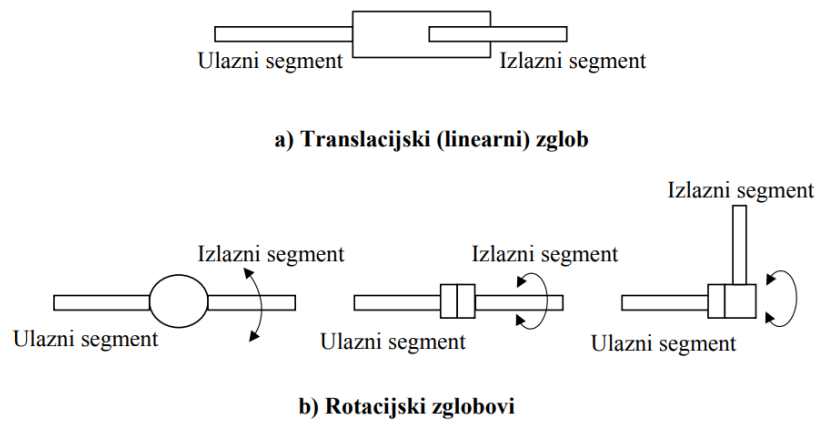 Ulazni segment
Izlazni segment
a) Translacijski (linearni) zglob
Izlazni segment
Izlazni segment
Izlazni segment
Ulazni segment
Ulazni segment
Ulazni segment
b) Rotacijski zglobovi